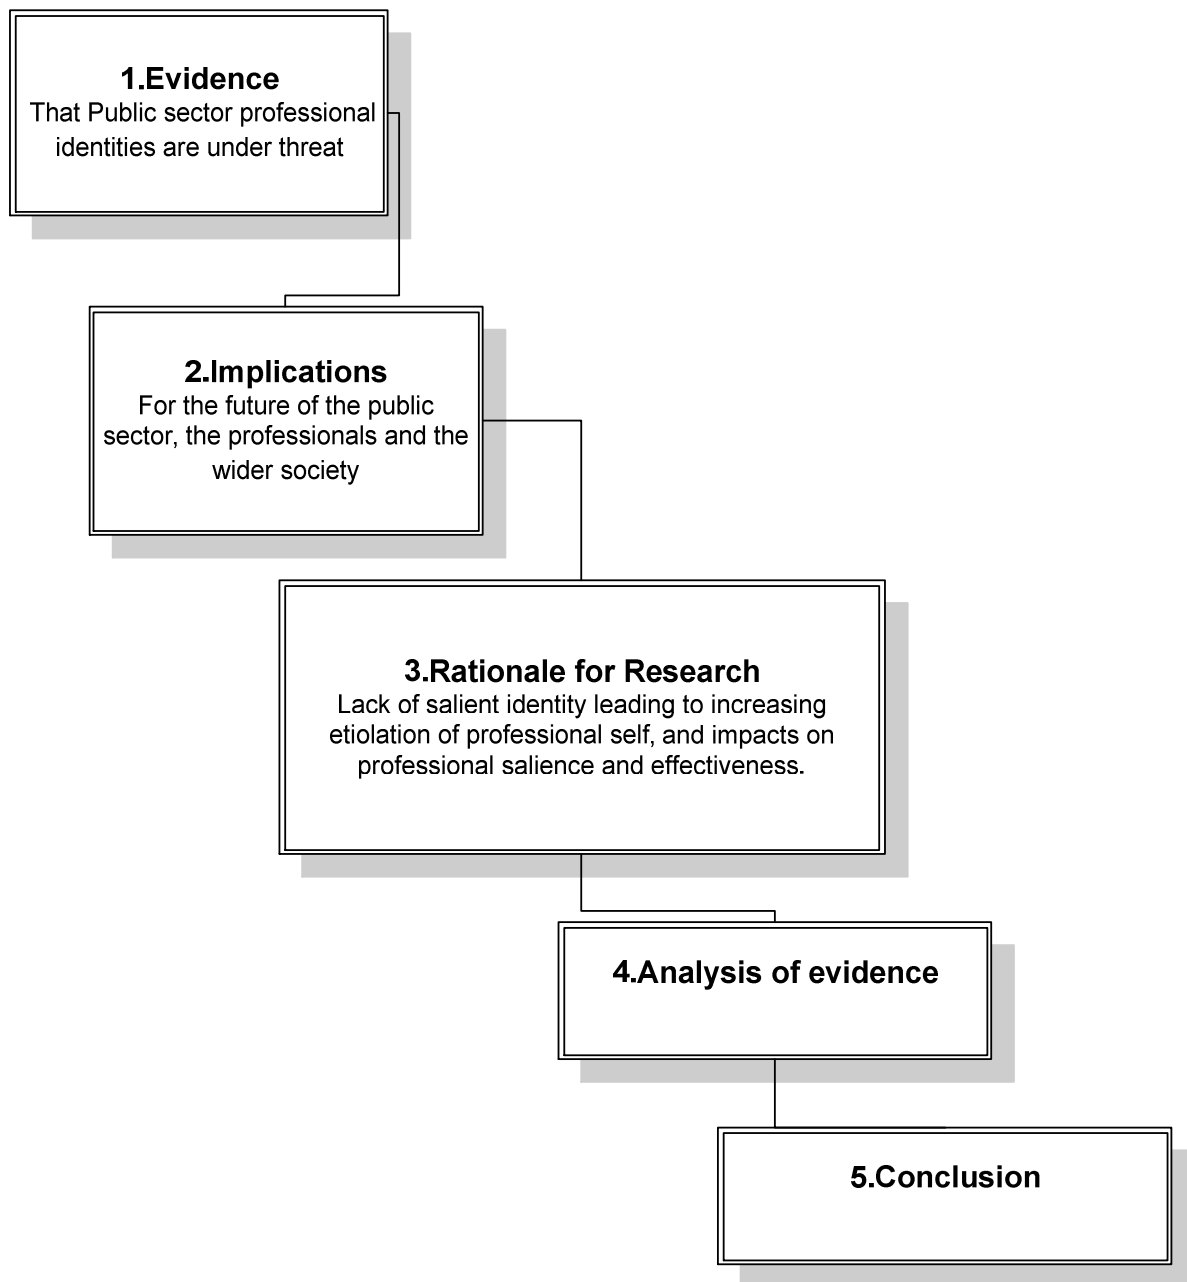 1.Evidence
That Public sector professional
identities are under threat
2.Implications
For the future of the public
sector, the professionals and the
wider society
3.Rationale for Research
Lack of salient identity leading to increasing
etiolation of professional self, and impacts on
professional salience and effectiveness.
4.Analysis of evidence
5.Conclusion